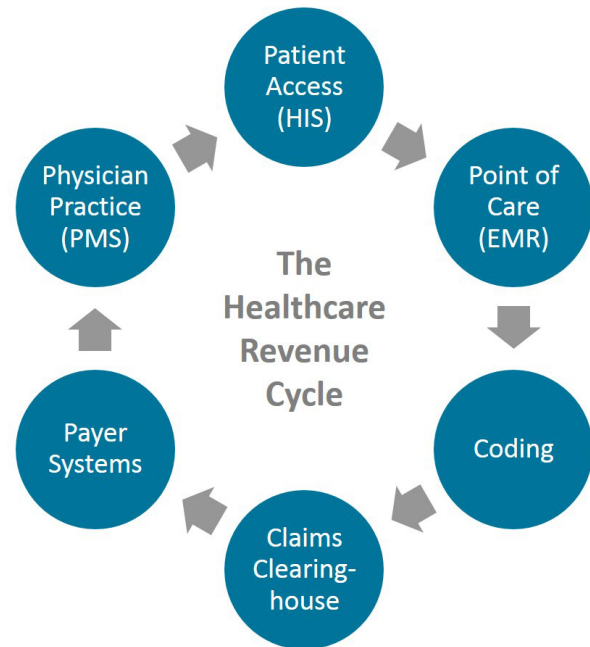 Patient
Access
(HIS)
Point of
Care
(EMR)
Coding
Claims
Clearing-
house
Payer
Systems
Physician
Practice
(PMS)
The
Healthcare
Revenue
Cycle